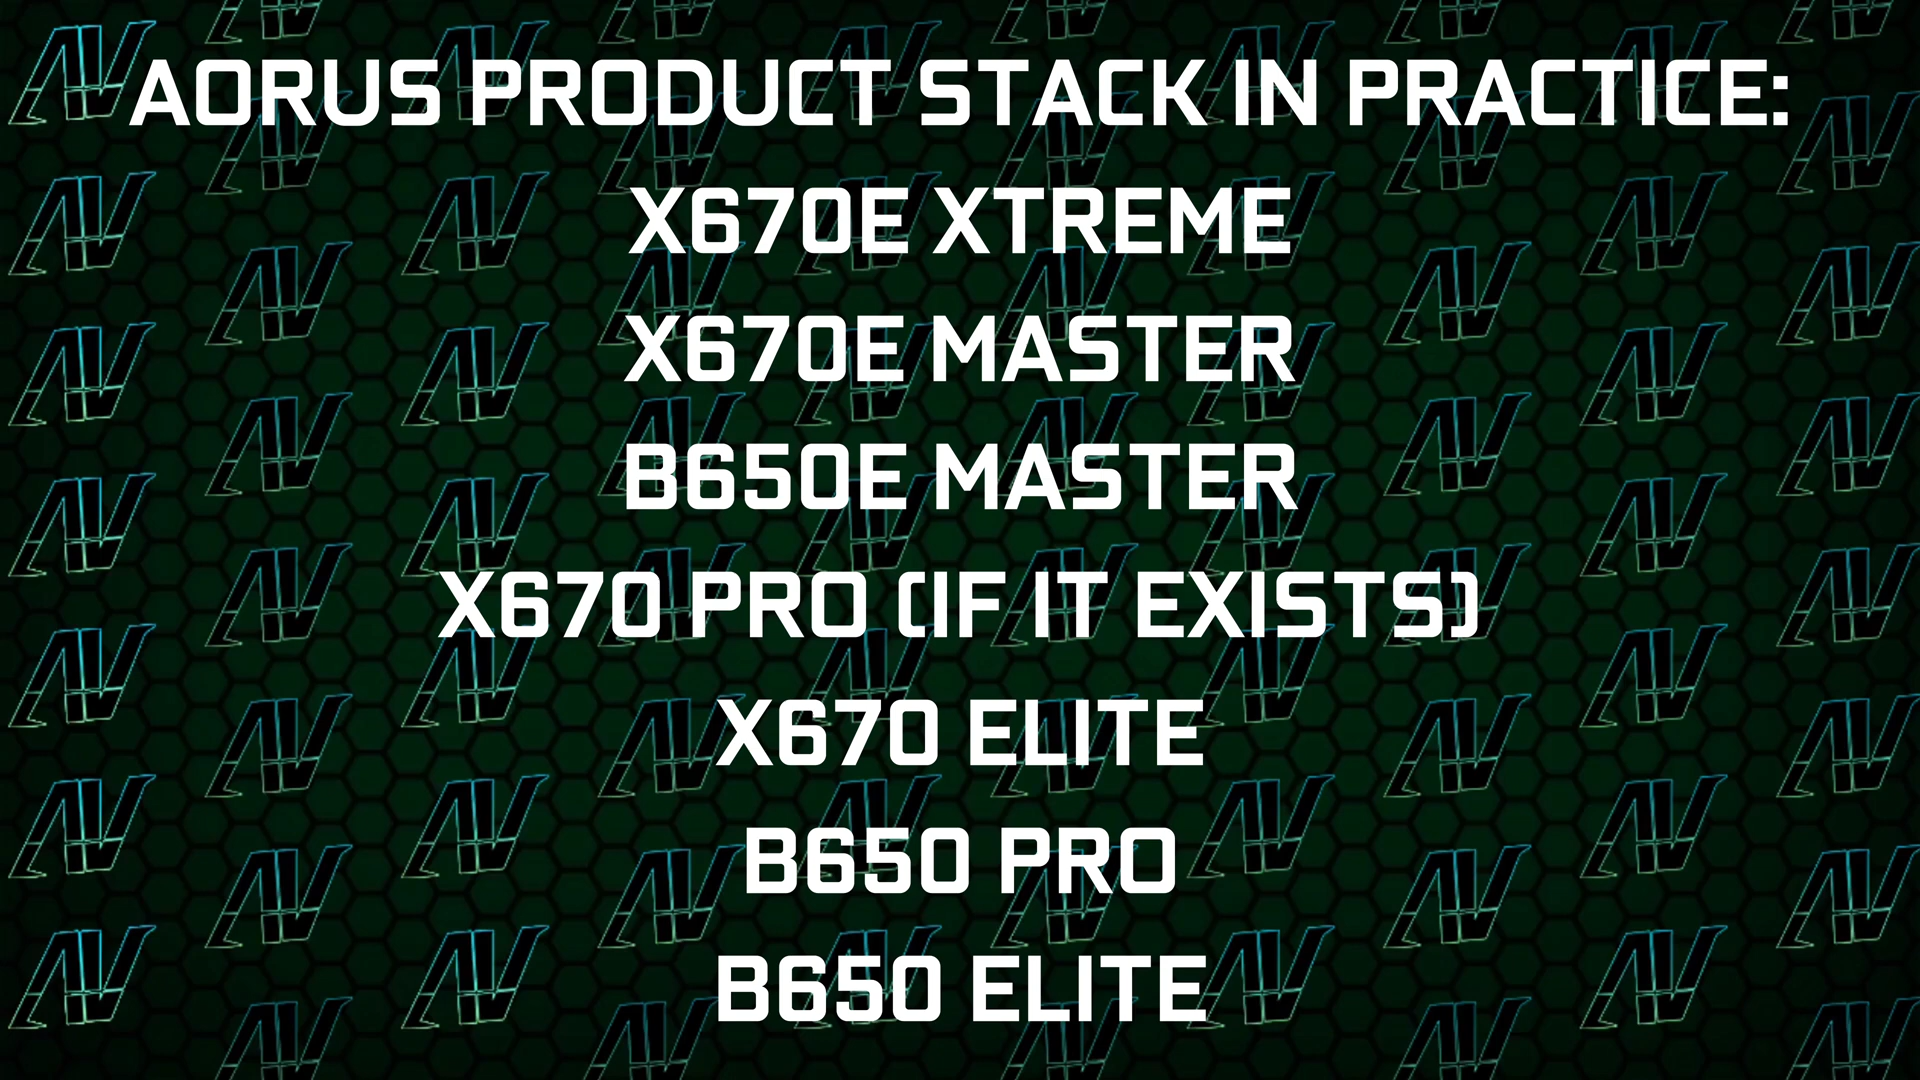 AORUS PRODUCT STACK IN PRACTICE:
X670E XTREME
X670E MASTER
B650E MASTER
X670 PRO (IF IT EXISTS)
X670 ELITE
B650 PRO
B650 ELITE